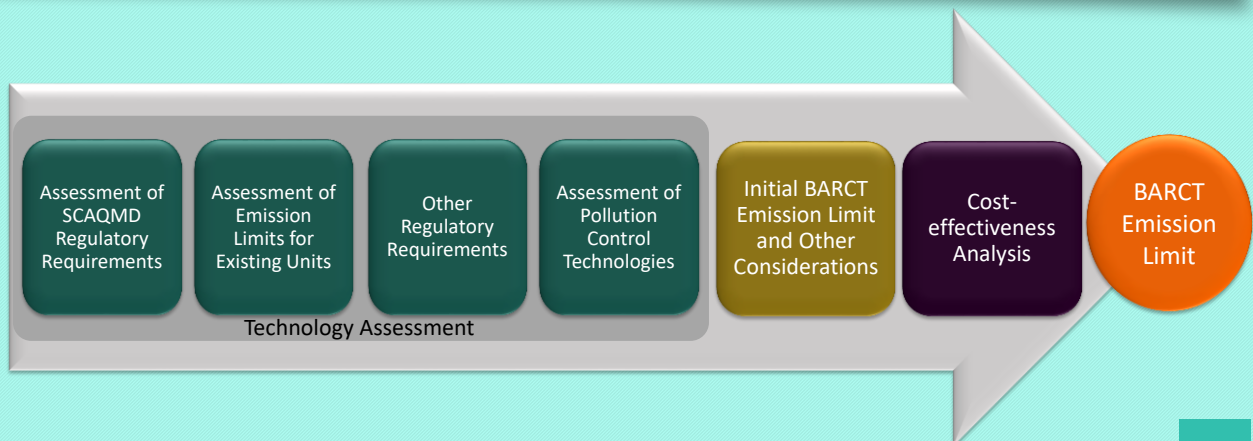 Assessment of
SCAQMD
Regulatory
Requirements
Assessment of
Emission
Limits for
Existing Units
Other
Regulatory
Requirements
Assessment of
Pollution
Control
Technologies
Technology Assessment
Initial BARCT
Emission Limit
and Other
Considerations
Cost-
effectiveness
Analysis
BARCT
Emission
Limit